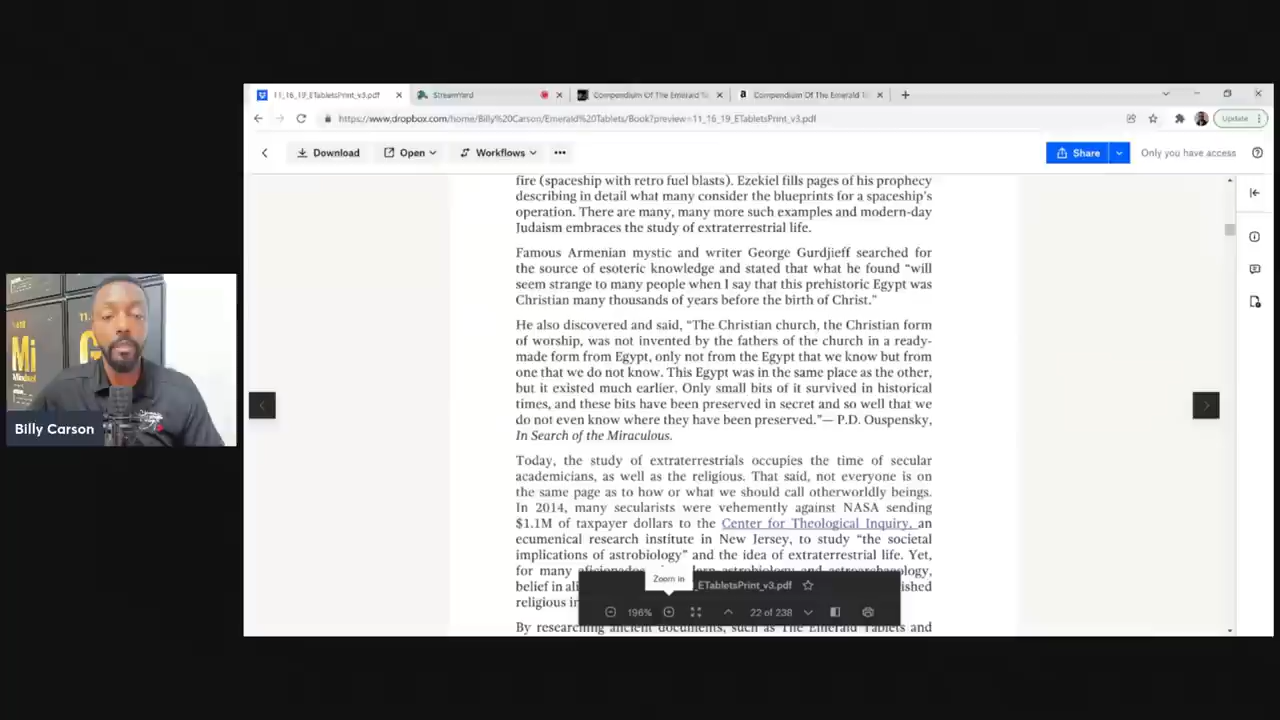 11_16_19_ETabletsPrint_v3.pdf
StreamYard
Compendium Of The Emerald Ta
Compendium Of The Emerald T
https://www.dropbox.com/home/Billy%20Carson/Emerald%20Tablets/Book?preview=11_16_19_ETabletsPrint_v3.pdf
Update
Download
Open
Workflows
Share
Only you have access
fire (spaceship with retro fuel blasts). Ezekiel fills pages of his prophecy
describing in detail what many consider the blueprints for a spaceship's
operation. There are many, many more such examples and modern-day
Judaism embraces the study of extraterrestrial life.
Famous Armenian mystic and writer George Gurdjieff searched for
the source of esoteric knowledge and stated that what he found "will
seem strange to many people when I say that this prehistoric Egypt was
Christian many thousands of years before the birth of Christ."
He also discovered and said, "The Christian church, the Christian form
of worship, was not invented by the fathers of the church in a ready-
made form from Egypt, only not from the Egypt that we know but from
one that we do not know. This Egypt was in the same place as the other,
but it existed much earlier. Only small bits of it survived in historical
times, and these bits have been preserved in secret and so well that we
do not even know where they have been preserved."— P.D. Ouspensky,
In Search of the Miraculous.
Today, the study of extraterrestrials occupies the time of secular
academicians, as well as the religious. That said, not everyone is on
the same page as to how or what we should call otherworldly beings.
In 2014, many secularists were vehemently against NASA sending
$1.1M of taxpayer dollars to the Center for Theological Inquiry, an
ecumenical research institute in New Jersey, to study "the societal
implications of astrobiology" and the idea of extraterrestrial life. Yet,
for many aficionados
belief in
religious
By researching ancient documents, such as The Emerald Tablets and
Zoom in
_ETabletsPrint_v3.pdf
196%
22 of 238
Mi
Mindset
G
Billy Carson